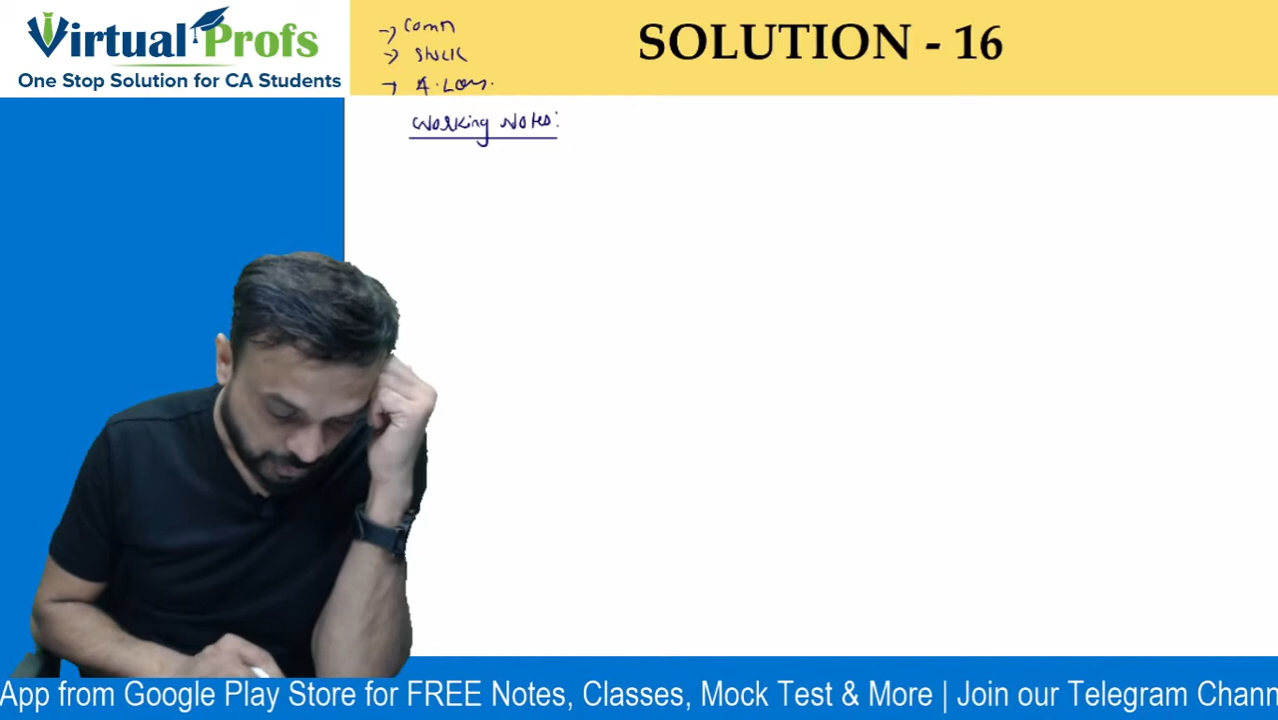 Virtual Profs
One Stop Solution for CA Students
→ Comn
→ Stock
→ A. Loss.
SOLUTION - 16
Working Notes:
App from Google Play Store for FREE Notes, Classes, Mock Test & More | Join our Telegram Chann